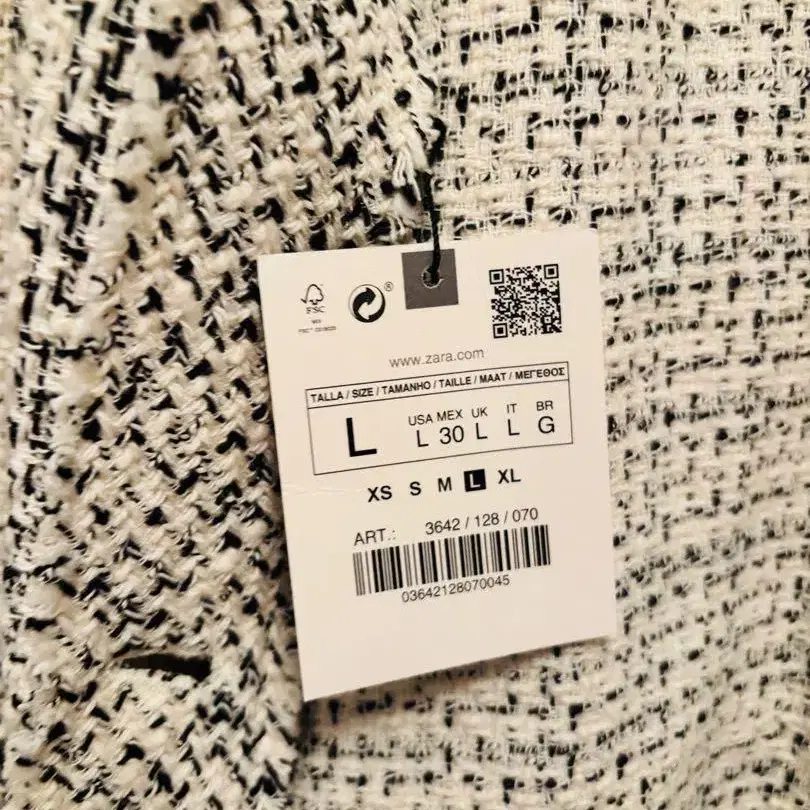 FSC
MIX
®
www.zara.com
TALLA / SIZE / TAMANHO / TAILLE / MAAT / ΜΕΓΕΘΟΣ
USA MEX UK IT BR
L L 30 L L G
XS S M L XL
ART.: 3642 / 128 / 070
03642128070045